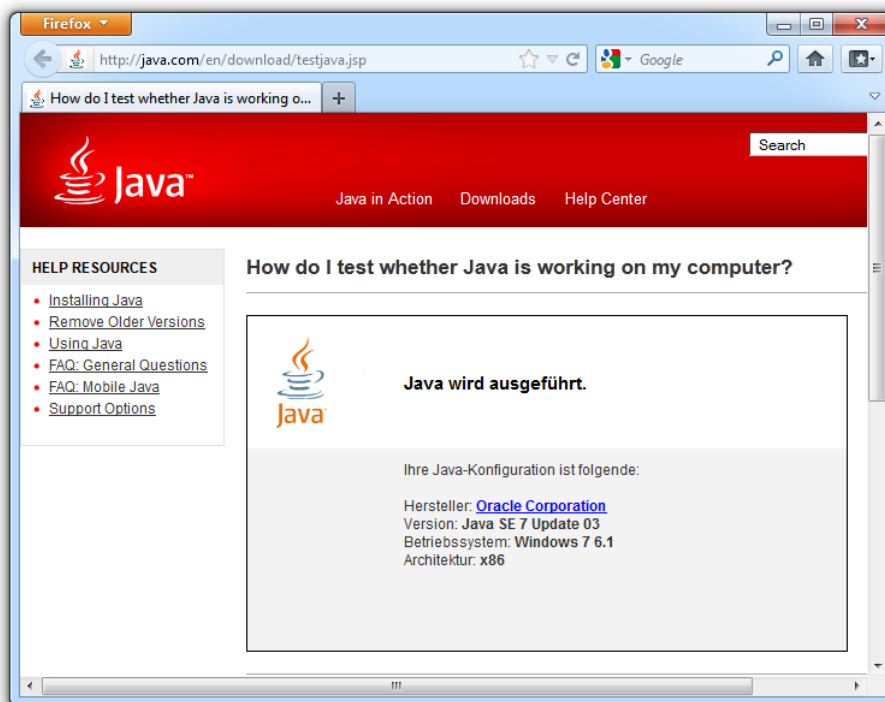 Firefox
http://java.com/en/download/testjava.jsp
Google
How do I test whether Java is working o...
Search
Java™
Java in Action Downloads Help Center
HELP RESOURCES
Installing Java
Remove Older Versions
Using Java
FAQ: General Questions
FAQ: Mobile Java
Support Options
How do I test whether Java is working on my computer?
Java
Java wird ausgeführt.
Ihre Java-Konfiguration ist folgende:
Hersteller: Oracle Corporation
Version: Java SE 7 Update 03
Betriebssystem: Windows 7 6.1
Architektur: x86